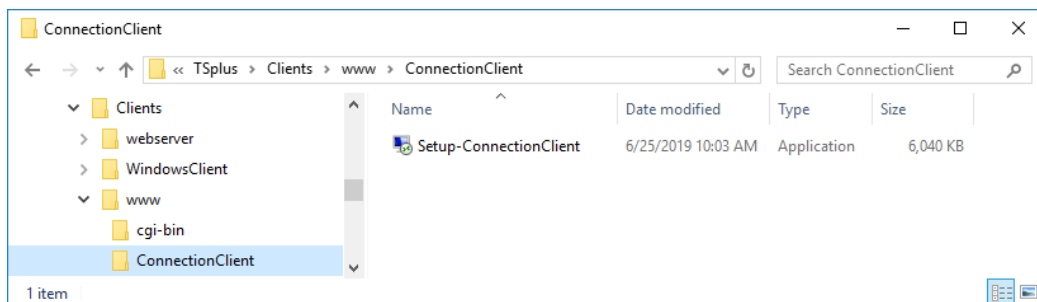 ConnectionClient
« TSplus > Clients > www > ConnectionClient
Search ConnectionClient
Clients
webserver
WindowsClient
www
cgi-bin
ConnectionClient
Name Date modified Type Size
Setup-ConnectionClient 6/25/2019 10:03 AM Application 6,040 KB
1 item